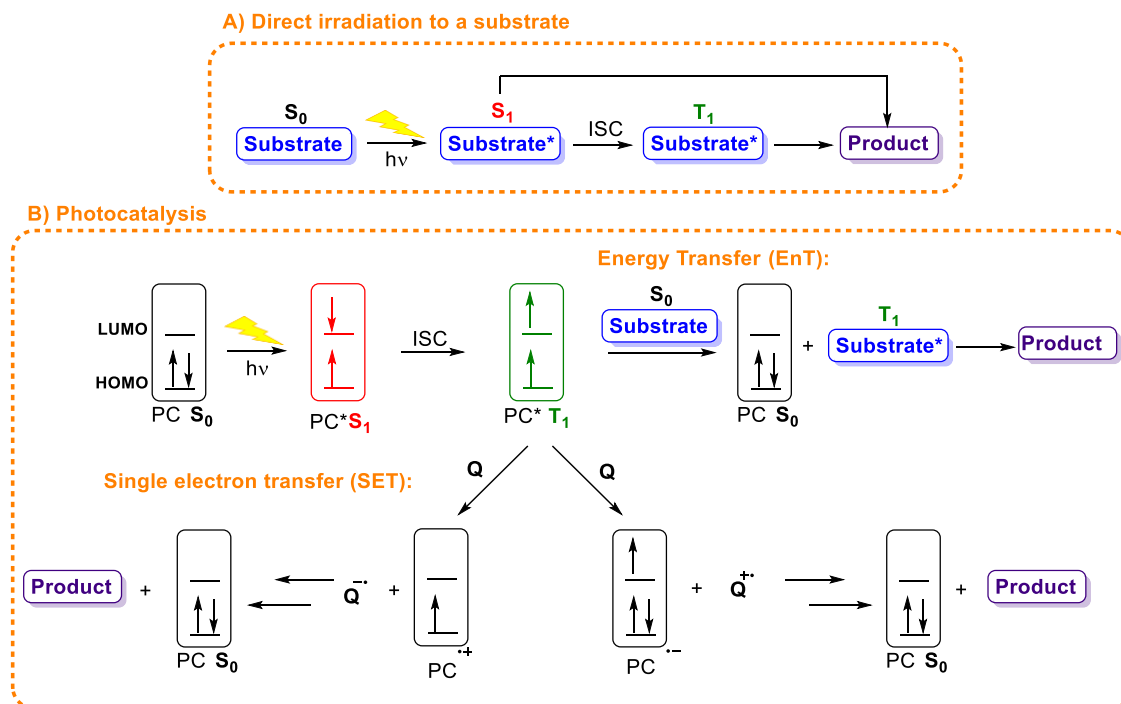 A) Direct irradiation to a substrate
S₀ S₁ T₁
Substrate hν Substrate* ISC Substrate* Product
B) Photocatalysis
Energy Transfer (EnT):
LUMO
HOMO
hν
ISC
S₀
Substrate
+
T₁
Substrate*
Product
PC S₀
PC*S₁
PC* T₁
PC S₀
Single electron transfer (SET):
Q Q
Product + Q⁻• + + Q⁺• + Product
PC S₀ PC•⁺ PC•⁻ PC S₀